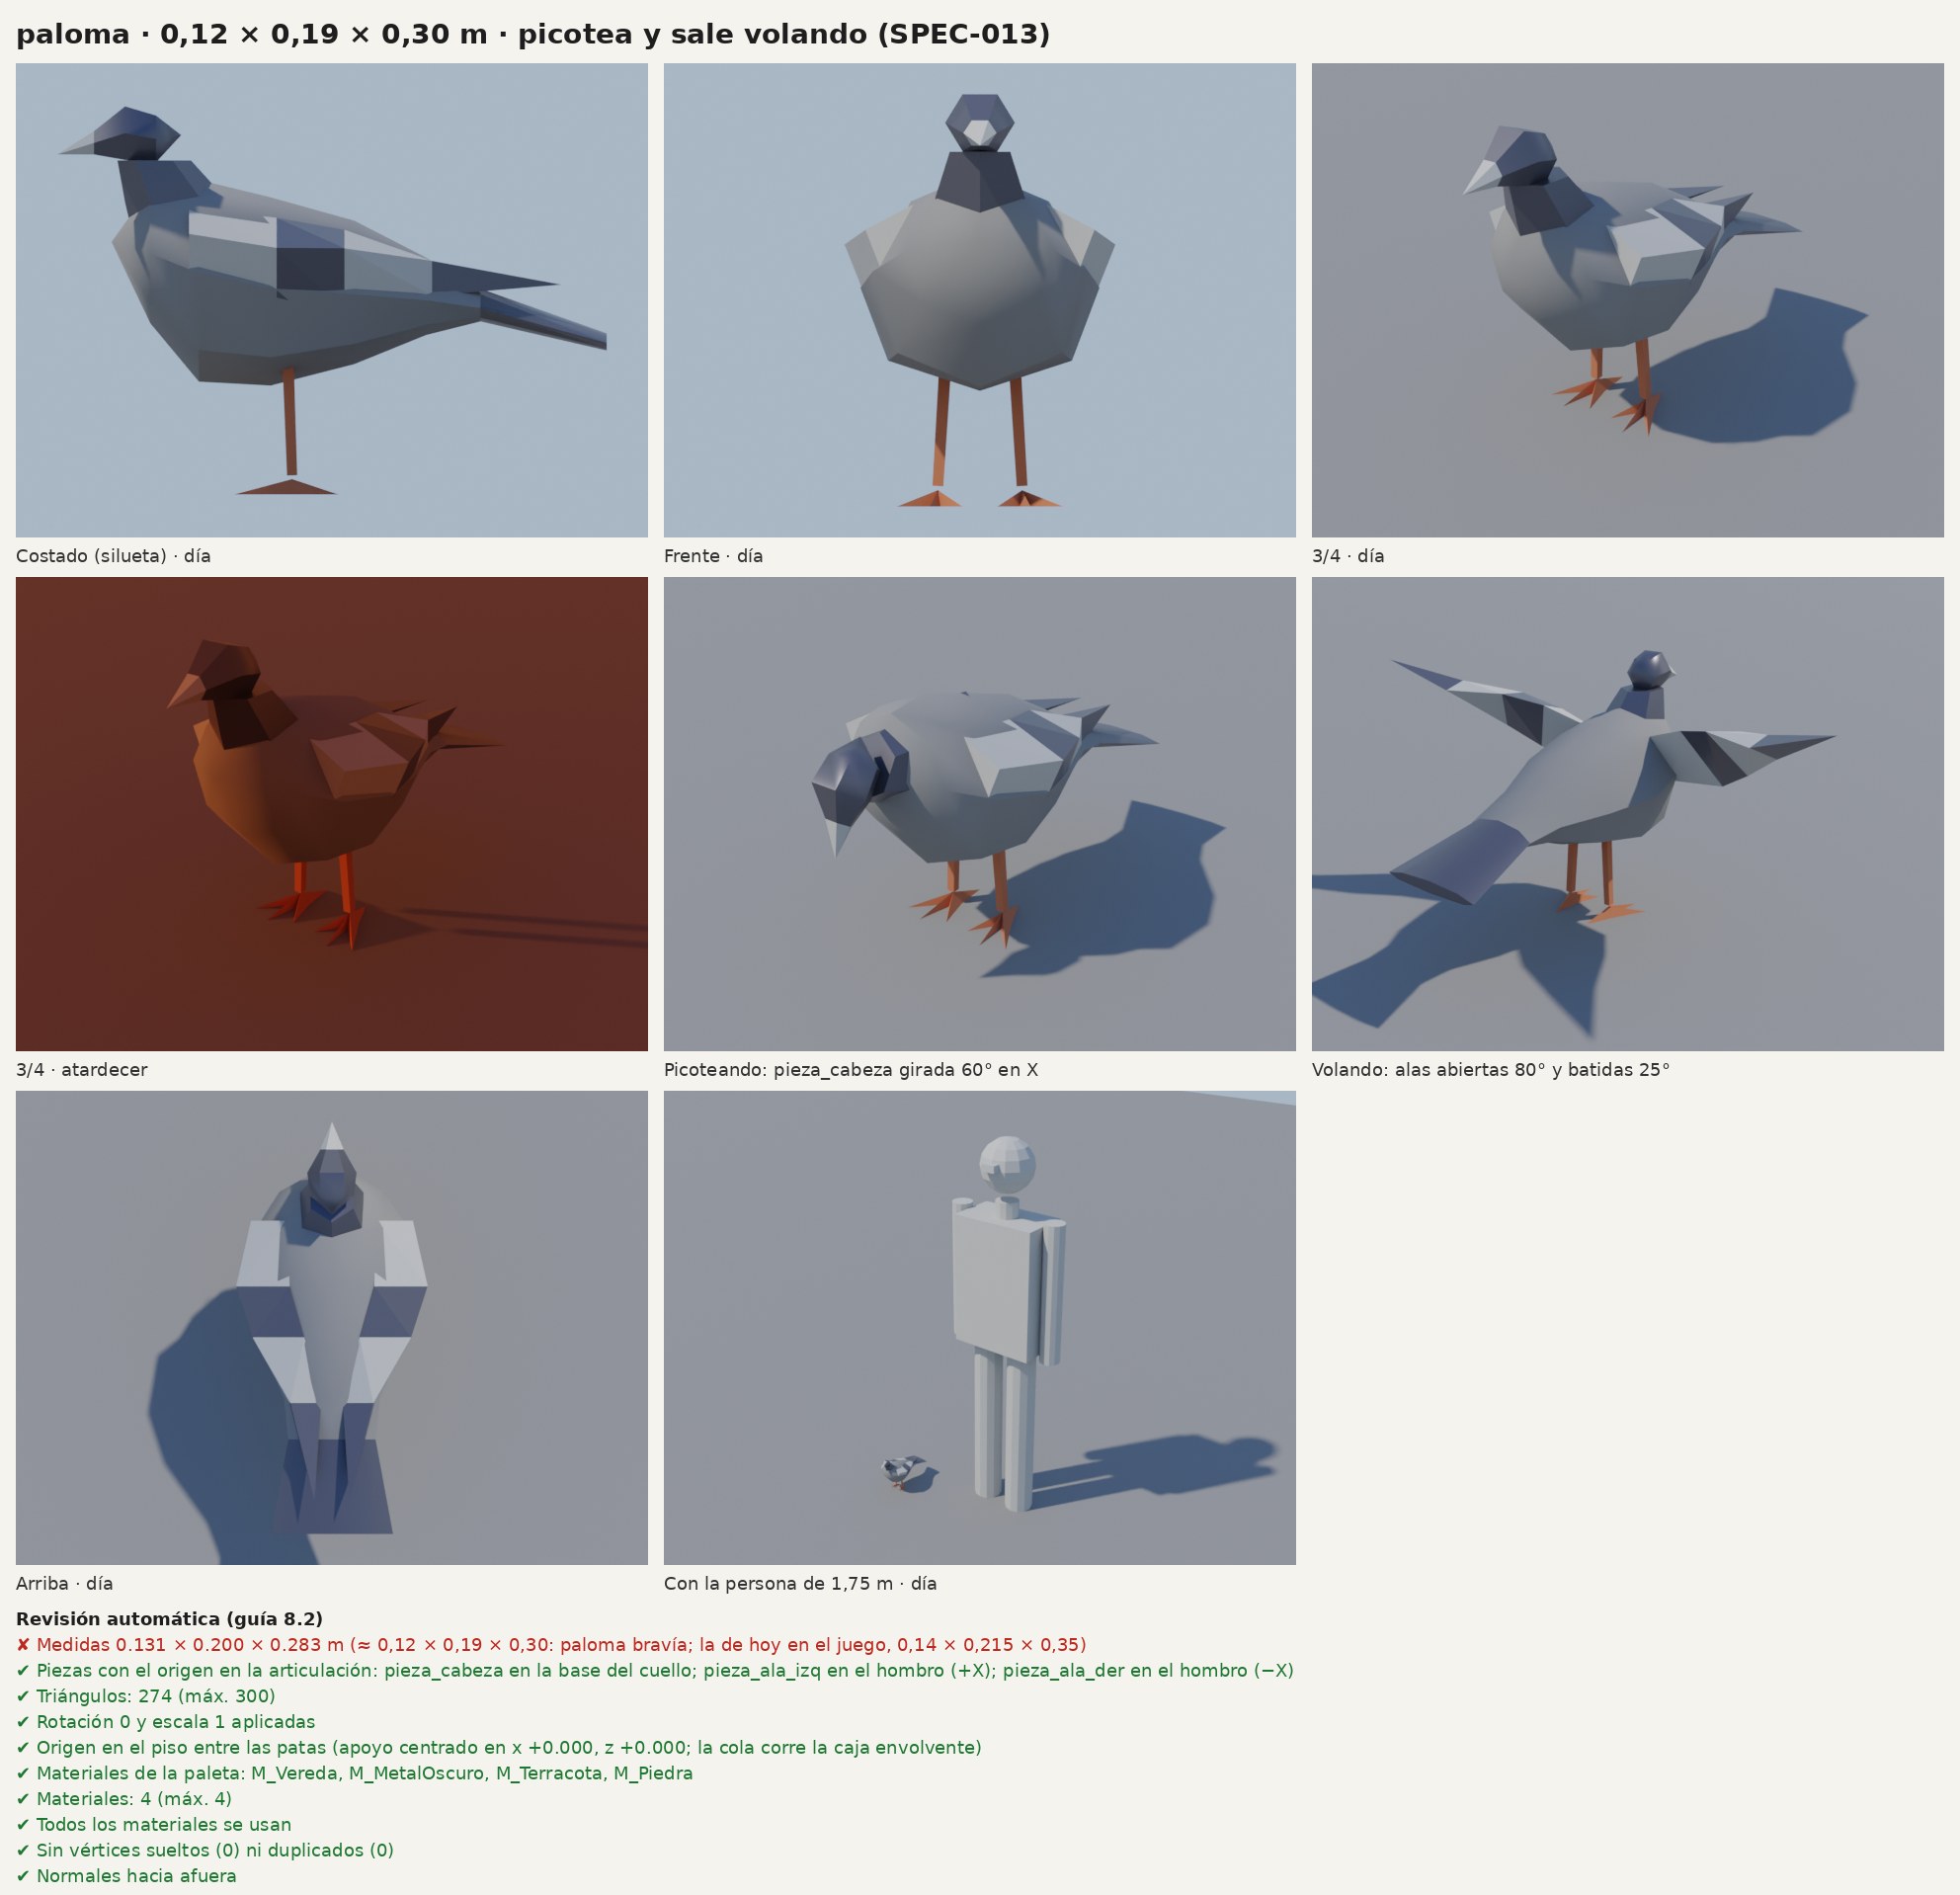 paloma · 0,12 × 0,19 × 0,30 m · picotea y sale volando (SPEC-013)
Costado (silueta) · día
Frente · día
3/4 · día
3/4 · atardecer
Picoteando: pieza_cabeza girada 60° en X
Volando: alas abiertas 80° y batidas 25°
Arriba · día
Con la persona de 1,75 m · día
Revisión automática (guía 8.2)
✘ Medidas 0.131 × 0.200 × 0.283 m (≈ 0,12 × 0,19 × 0,30: paloma bravía; la de hoy en el juego, 0,14 × 0,215 × 0,35)
✔ Piezas con el origen en la articulación: pieza_cabeza en la base del cuello; pieza_ala_izq en el hombro (+X); pieza_ala_der en el hombro (−X)
✔ Triángulos: 274 (máx. 300)
✔ Rotación 0 y escala 1 aplicadas
✔ Origen en el piso entre las patas (apoyo centrado en x +0.000, z +0.000; la cola corre la caja envolvente)
✔ Materiales de la paleta: M_Vereda, M_MetalOscuro, M_Terracota, M_Piedra
✔ Materiales: 4 (máx. 4)
✔ Todos los materiales se usan
✔ Sin vértices sueltos (0) ni duplicados (0)
✔ Normales hacia afuera